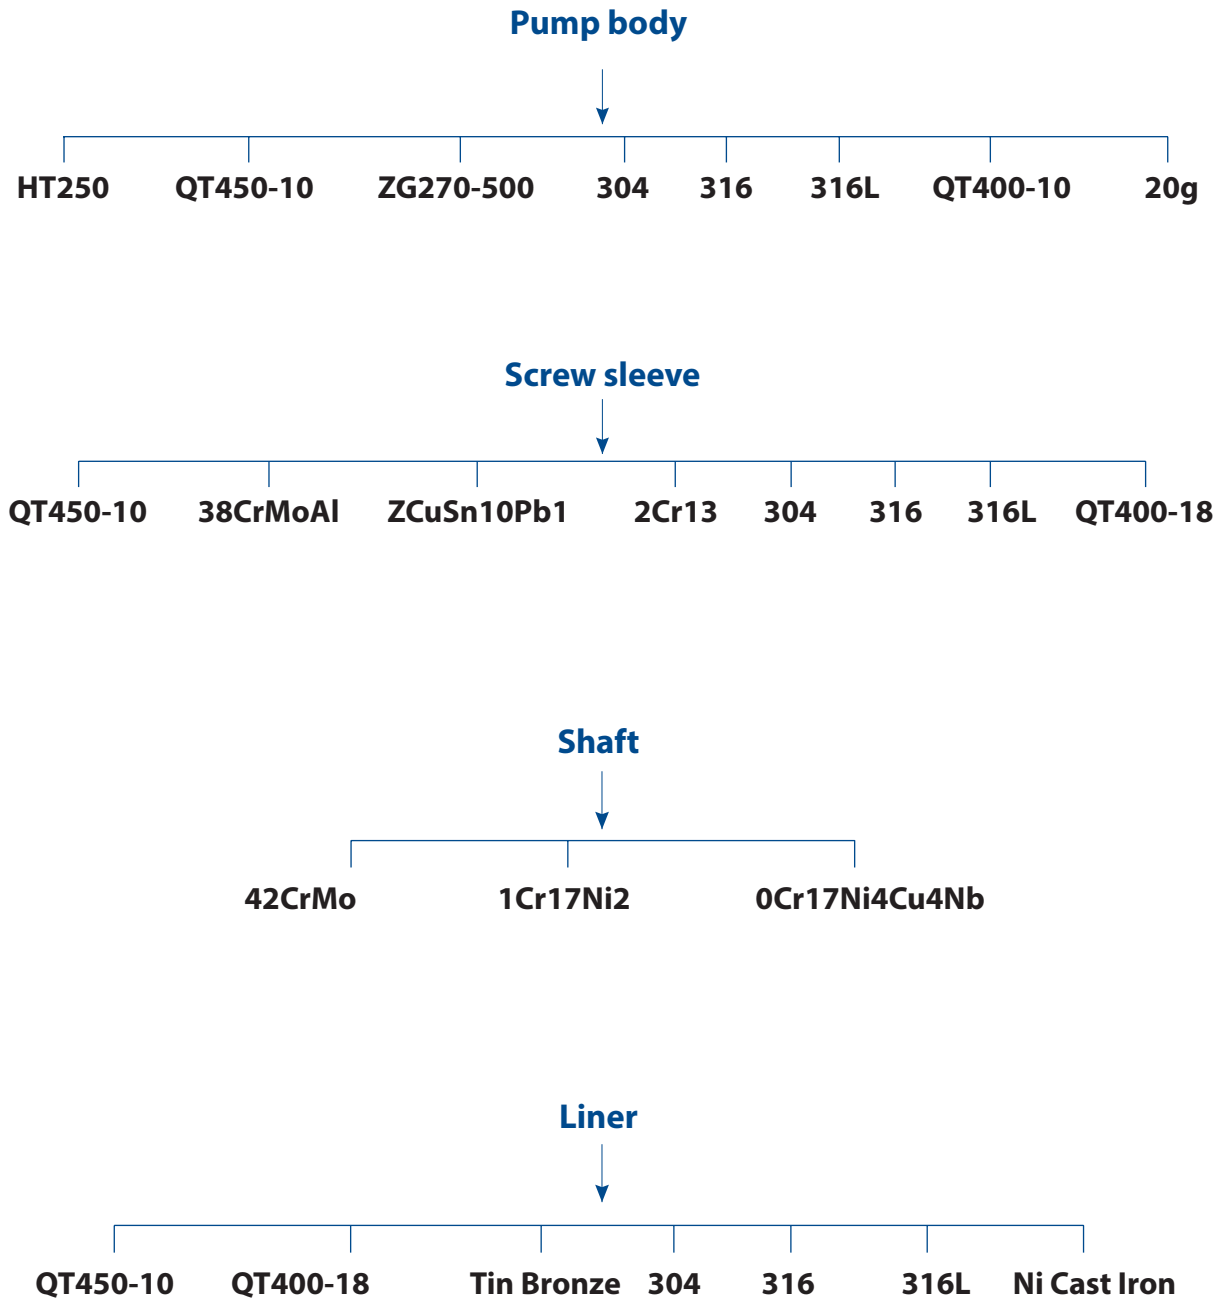 Pump body
HT250 QT450-10 ZG270-500 304 316 316L QT400-10 20g
Screw sleeve
QT450-10 38CrMoAl ZCuSn10Pb1 2Cr13 304 316 316L QT400-18
Shaft
42CrMo 1Cr17Ni2 0Cr17Ni4Cu4Nb
Liner
QT450-10 QT400-18 Tin Bronze 304 316 316L Ni Cast Iron